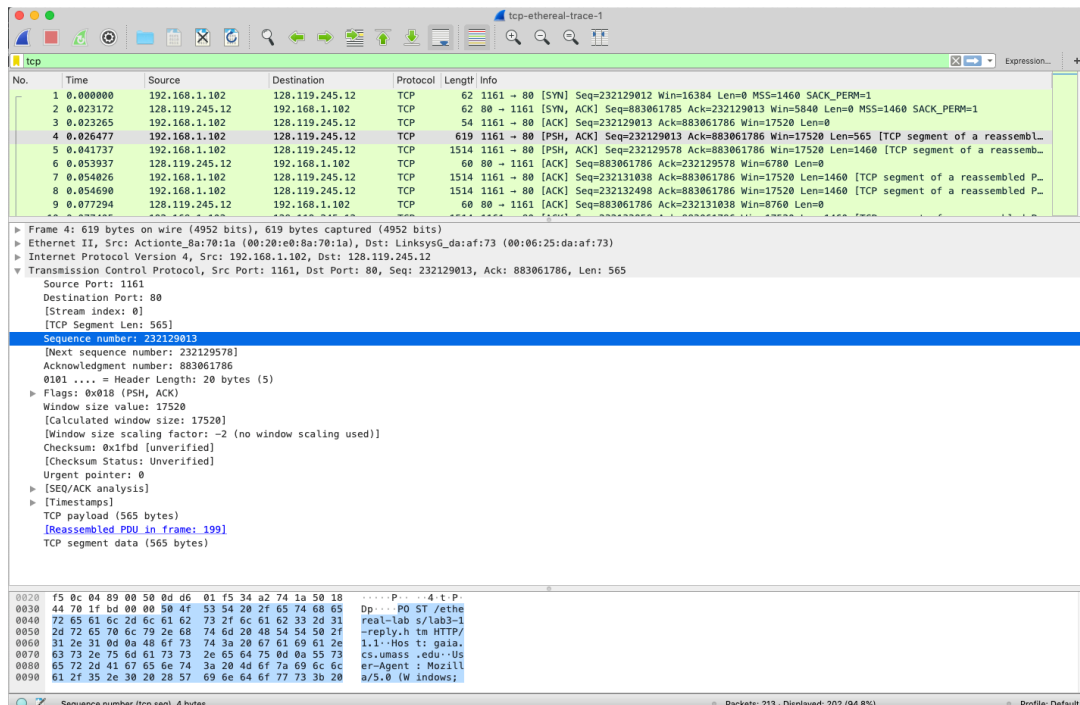 tcp-ethereal-trace-1
tcp
Expression...
+
No. Time Source Destination Protocol Length Info
1 0.000000 192.168.1.102 128.119.245.12 TCP 62 1161 → 80 [SYN] Seq=232129012 Win=16384 Len=0 MSS=1460 SACK_PERM=1
2 0.023172 128.119.245.12 192.168.1.102 TCP 62 80 → 1161 [SYN, ACK] Seq=883061785 Ack=232129013 Win=5840 Len=0 MSS=1460 SACK_PERM=1
3 0.023265 192.168.1.102 128.119.245.12 TCP 54 1161 → 80 [ACK] Seq=232129013 Ack=883061786 Win=17520 Len=0
4 0.026477 192.168.1.102 128.119.245.12 TCP 619 1161 → 80 [PSH, ACK] Seq=232129013 Ack=883061786 Win=17520 Len=565 [TCP segment of a reassembl…
5 0.041737 192.168.1.102 128.119.245.12 TCP 1514 1161 → 80 [PSH, ACK] Seq=232129578 Ack=883061786 Win=17520 Len=1460 [TCP segment of a reassemb…
6 0.053937 128.119.245.12 192.168.1.102 TCP 60 80 → 1161 [ACK] Seq=883061786 Ack=232129578 Win=6780 Len=0
7 0.054026 192.168.1.102 128.119.245.12 TCP 1514 1161 → 80 [ACK] Seq=232131038 Ack=883061786 Win=17520 Len=1460 [TCP segment of a reassembled P…
8 0.054690 192.168.1.102 128.119.245.12 TCP 1514 1161 → 80 [ACK] Seq=232132498 Ack=883061786 Win=17520 Len=1460 [TCP segment of a reassembled P…
9 0.077294 128.119.245.12 192.168.1.102 TCP 60 80 → 1161 [ACK] Seq=883061786 Ack=232131038 Win=8760 Len=0
Frame 4: 619 bytes on wire (4952 bits), 619 bytes captured (4952 bits)
Ethernet II, Src: Actionte_8a:70:1a (00:20:e0:8a:70:1a), Dst: LinksysG_da:af:73 (00:06:25:da:af:73)
Internet Protocol Version 4, Src: 192.168.1.102, Dst: 128.119.245.12
Transmission Control Protocol, Src Port: 1161, Dst Port: 80, Seq: 232129013, Ack: 883061786, Len: 565
Source Port: 1161
Destination Port: 80
[Stream index: 0]
[TCP Segment Len: 565]
Sequence number: 232129013
[Next sequence number: 232129578]
Acknowledgment number: 883061786
0101 .... = Header Length: 20 bytes (5)
Flags: 0x018 (PSH, ACK)
Window size value: 17520
[Calculated window size: 17520]
[Window size scaling factor: -2 (no window scaling used)]
Checksum: 0x1fbd [unverified]
[Checksum Status: Unverified]
Urgent pointer: 0
[SEQ/ACK analysis]
[Timestamps]
TCP payload (565 bytes)
[Reassembled PDU in frame: 199]
TCP segment data (565 bytes)
0020 f5 0c 04 89 00 50 0d d6 01 f5 34 a2 74 1a 50 18 ·····P·· ··4·t·P·
0030 44 70 1f bd 00 00 50 4f 53 54 20 2f 65 74 68 65 Dp····PO ST /ethe
0040 72 65 61 6c 2d 6c 61 62 73 2f 6c 61 62 33 2d 31 real-lab s/lab3-1
0050 2d 72 65 70 6c 79 2e 68 74 6d 20 48 54 54 50 2f -reply.h tm HTTP/
0060 31 2e 31 0d 0a 48 6f 73 74 3a 20 67 61 69 61 2e 1.1··Hos t: gaia.
0070 63 73 2e 75 6d 61 73 73 2e 65 64 75 0d 0a 55 73 cs.umass .edu··Us
0080 65 72 2d 41 67 65 6e 74 3a 20 4d 6f 7a 69 6c 6c er-Agent : Mozill
0090 61 2f 35 2e 30 20 28 57 69 6e 64 6f 77 73 3b 20 a/5.0 (W indows;
Sequence number (tcp.seq), 4 bytes
Packets: 213 · Displayed: 202 (94.8%)
Profile: Default